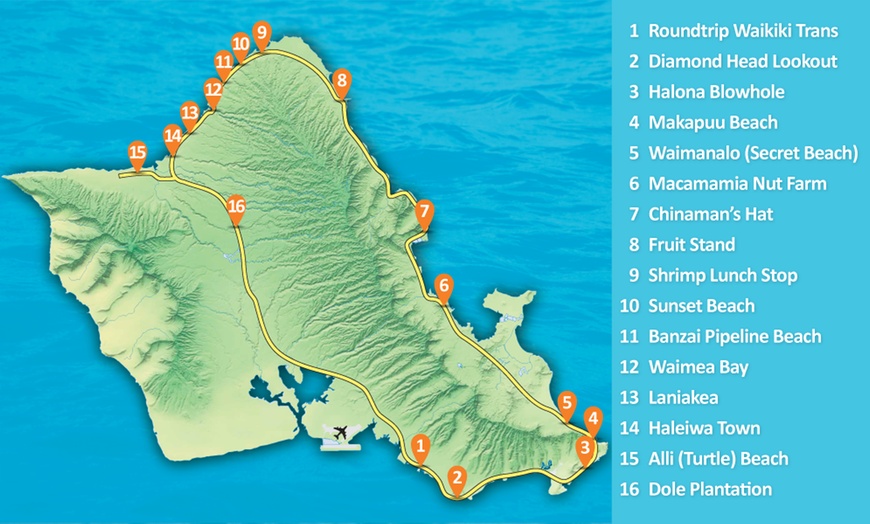 1 Roundtrip Waikiki Trans
2 Diamond Head Lookout
3 Halona Blowhole
4 Makapuu Beach
5 Waimanalo (Secret Beach)
6 Macamamia Nut Farm
7 Chinaman's Hat
8 Fruit Stand
9 Shrimp Lunch Stop
10 Sunset Beach
11 Banzai Pipeline Beach
12 Waimea Bay
13 Laniakea
14 Haleiwa Town
15 Alli (Turtle) Beach
16 Dole Plantation
9
10
11
8
12
13
14
15
16
7
6
5
4
3
1
2